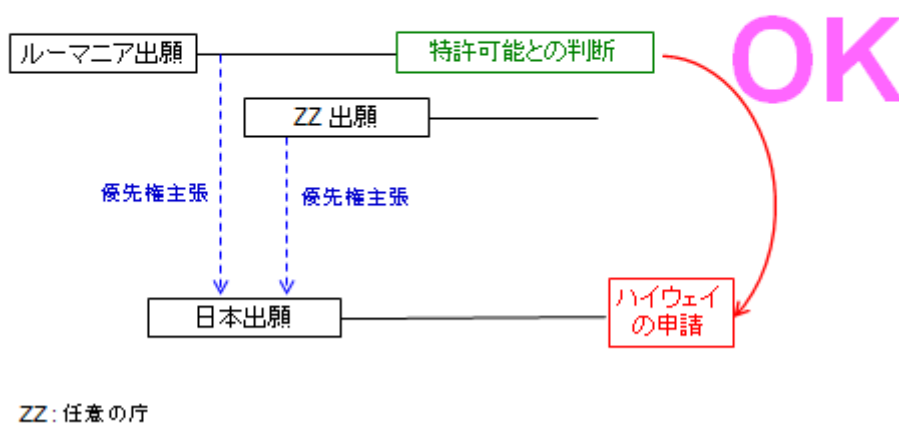 OK
ルーマニア出願
特許可能との判断
ZZ 出願
優先権主張
優先権主張
日本出願
ハイウェイ
の申請
ZZ：任意の庁